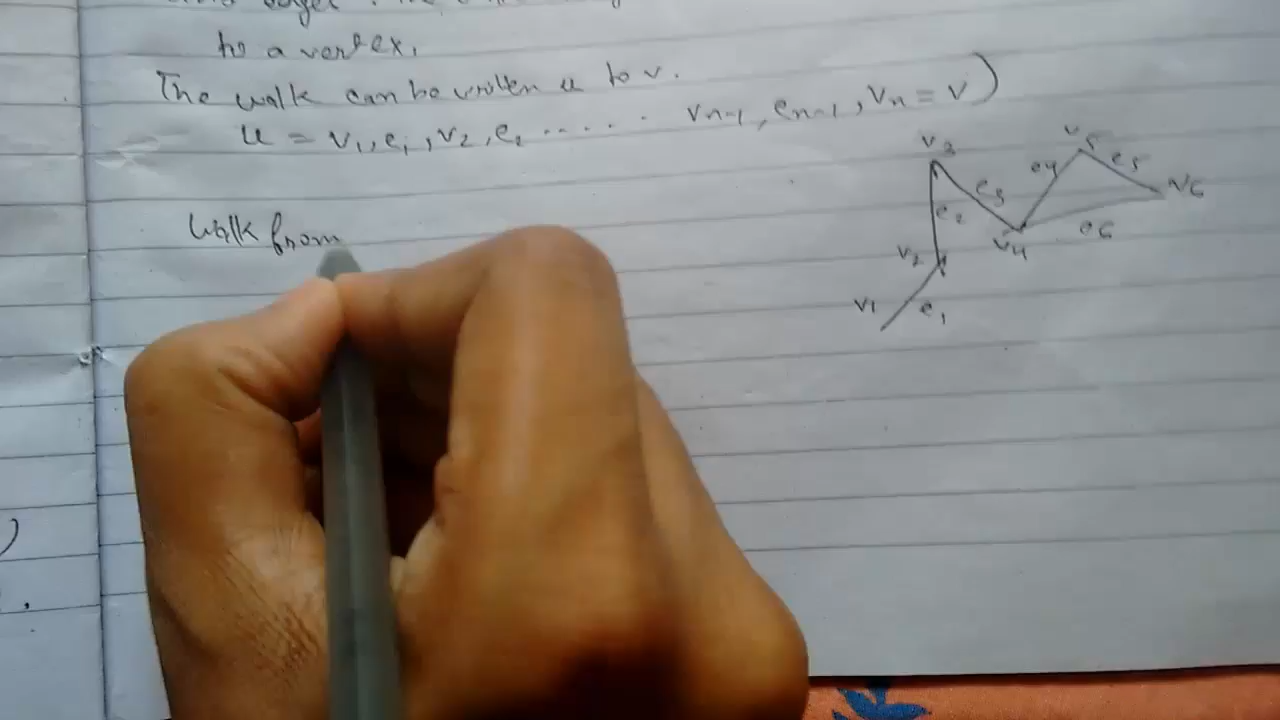 to a vertex.
The walk can be written u to v.
u = v1, e1, v2, e2 ..... vn-1, en-1, vn = v)
walk from
v3
v5
e4
e5
v6
e3
e2
e6
v4
v2
v1
e1